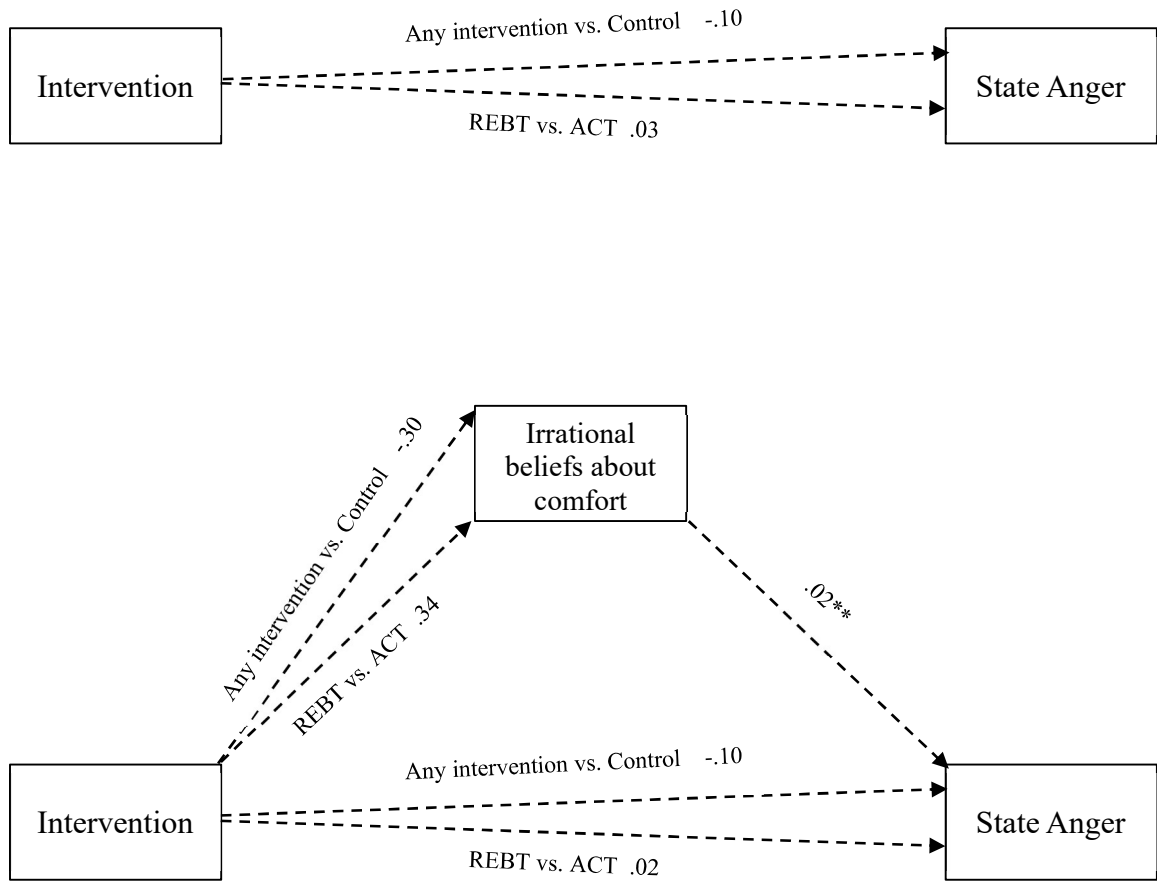 Any intervention vs. Control -.10
Intervention
State Anger
REBT vs. ACT .03
Irrational
beliefs about
comfort
Any intervention vs. Control -.30
REBT vs. ACT .34
.02**
Any intervention vs. Control -.10
Intervention
State Anger
REBT vs. ACT .02